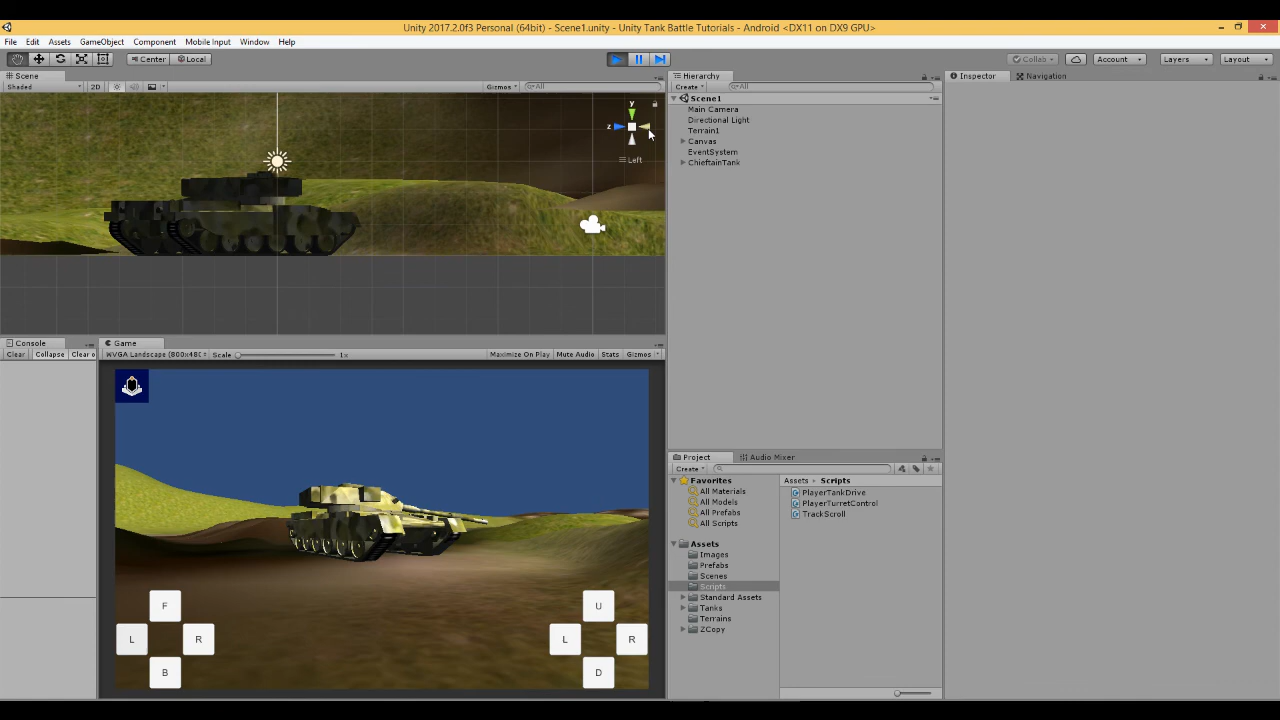 Unity 2017.2.0f3 Personal (64bit) - Scene1.unity - Unity Tank Battle Tutorials - Android <DX11 on DX9 GPU>
File Edit Assets GameObject Component Mobile Input Window Help
Center Local Collab Account Layers Layout
Scene
Shaded 2D Gizmos All
y
z
Left
Hierarchy
Create All
Scene1
Main Camera
Directional Light
Terrain1
Canvas
EventSystem
ChieftainTank
Inspector Navigation
Console
Clear Collapse Clear o
Game
WVGA Landscape (800x480 Scale 1x Maximize On Play Mute Audio Stats Gizmos
F
L R
B
U
L R
D
Project Audio Mixer
Create
Favorites
All Materials
All Models
All Prefabs
All Scripts
Assets
Images
Prefabs
Scenes
Scripts
Standard Assets
Tanks
Terrains
ZCopy
Assets Scripts
PlayerTankDrive
PlayerTurretControl
TrackScroll